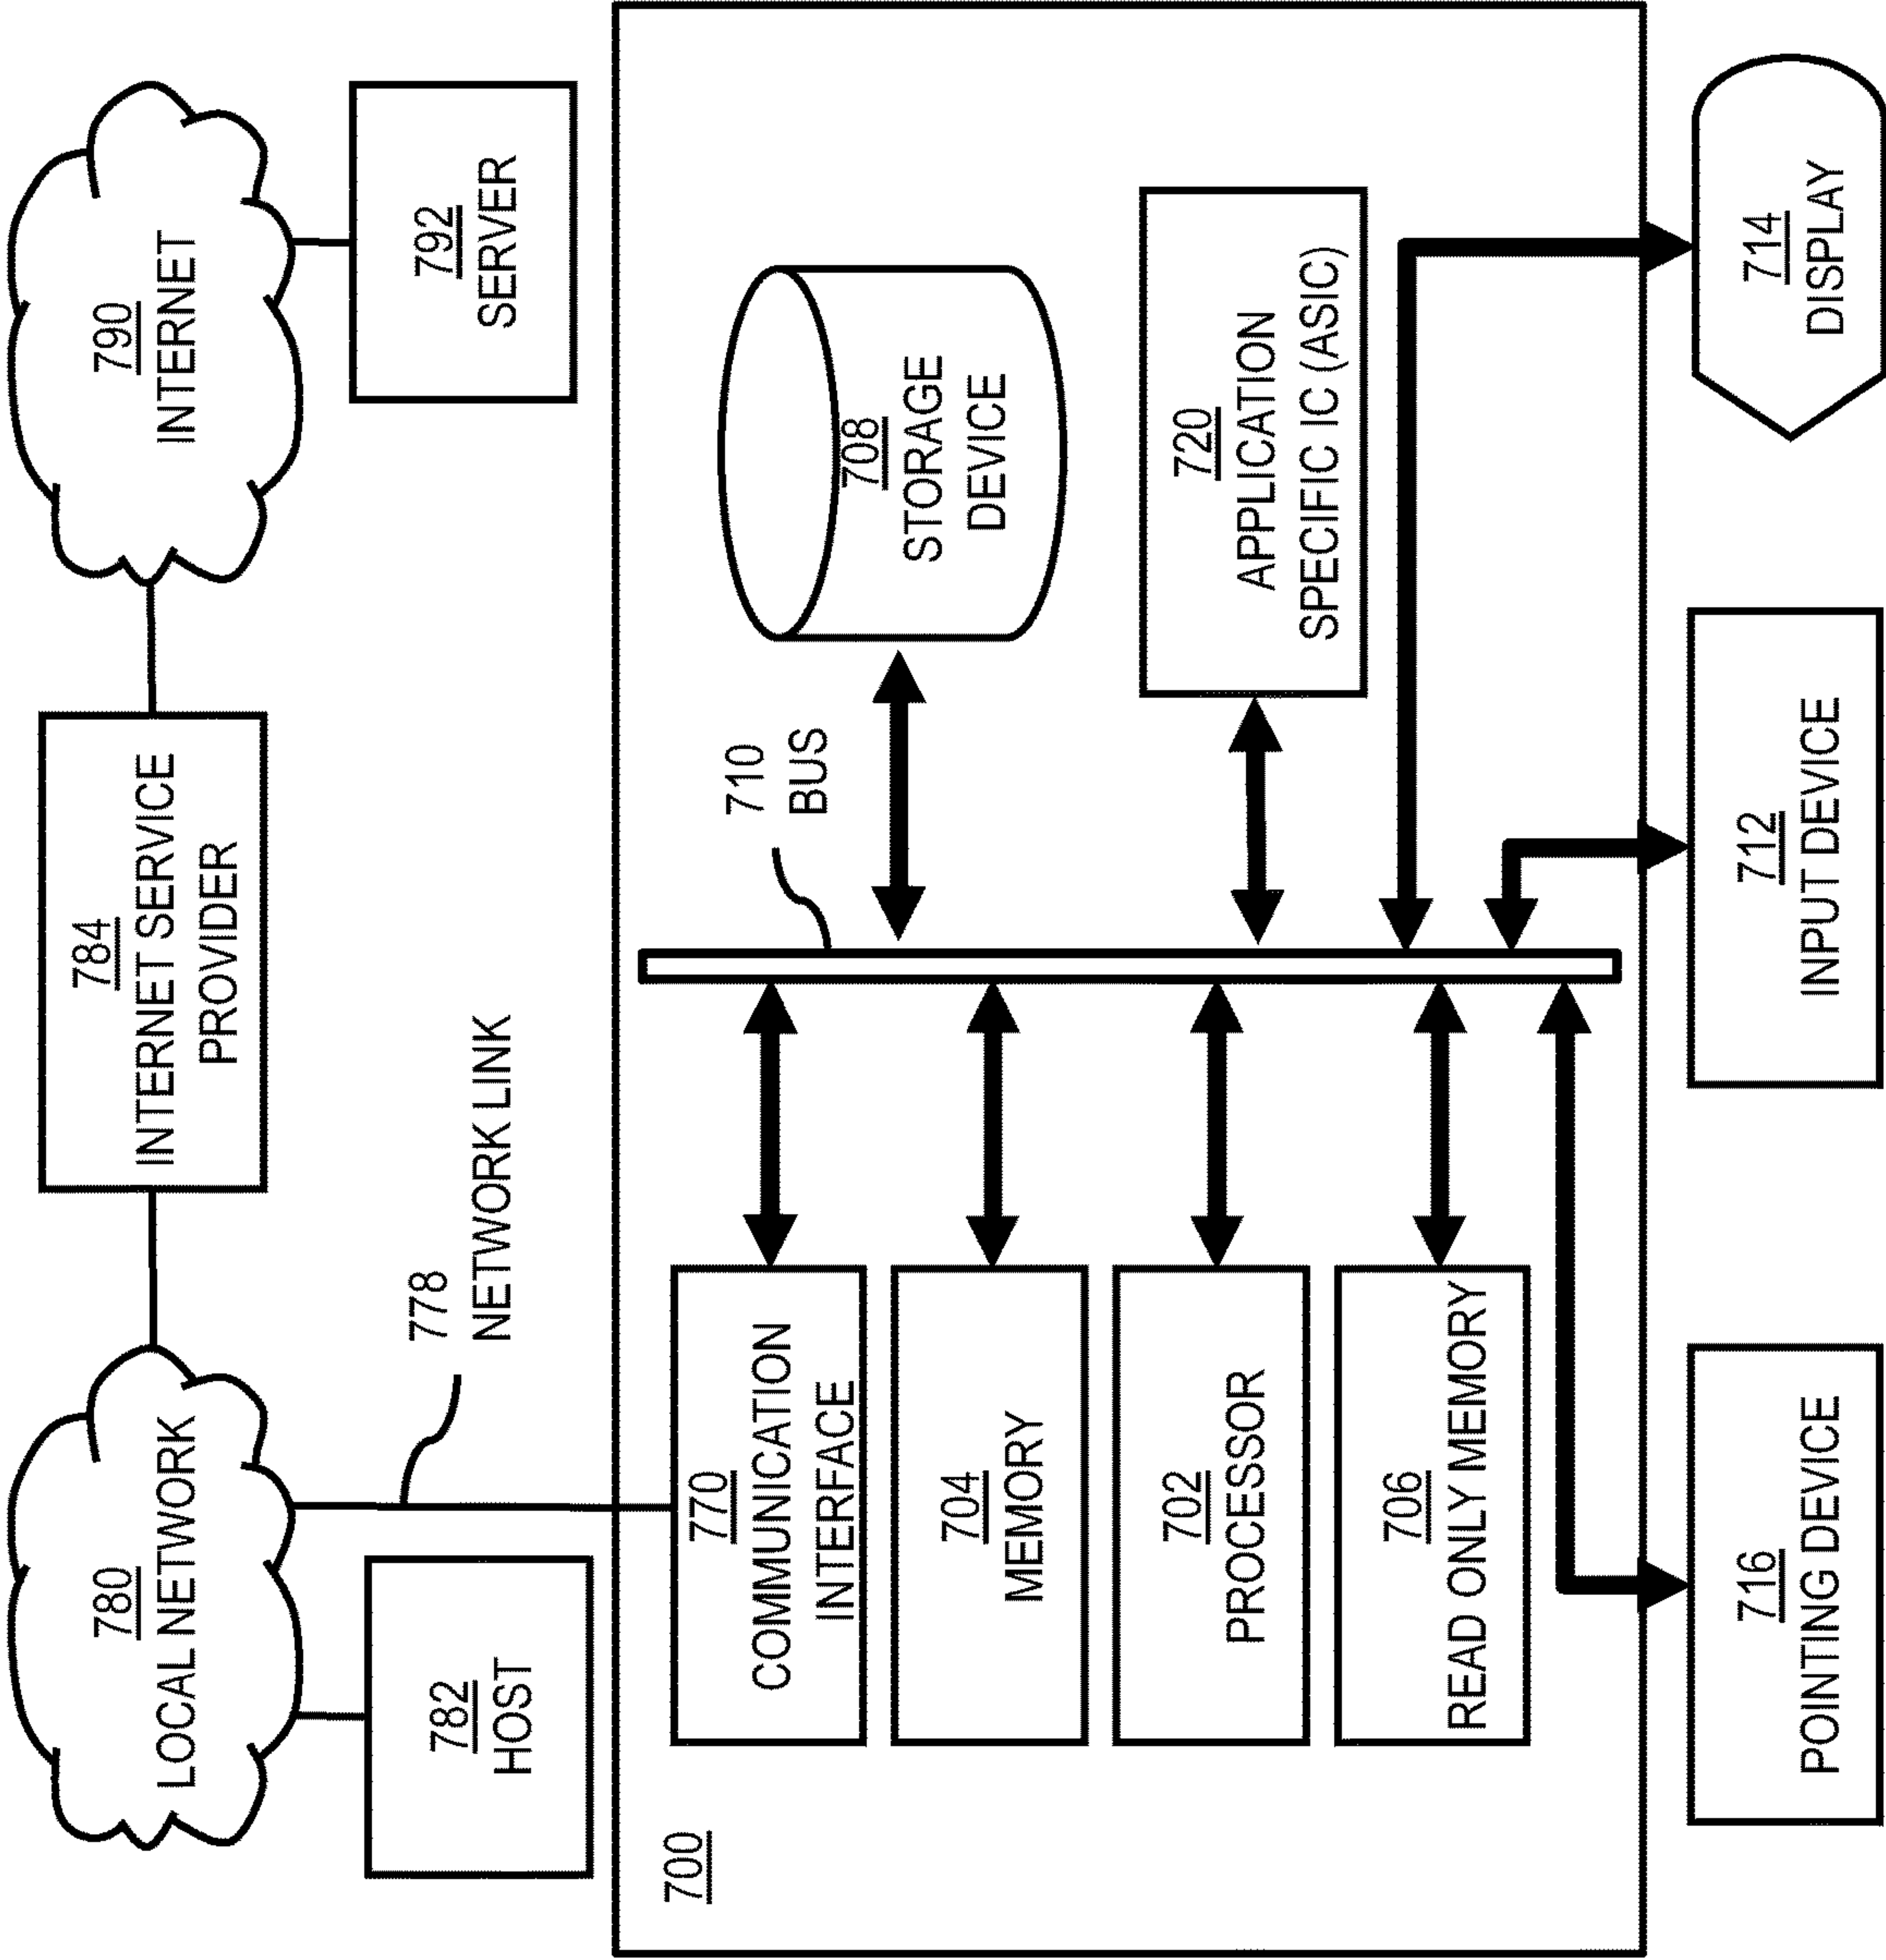 780
LOCAL NETWORK
784
INTERNET SERVICE
PROVIDER
790
INTERNET
782
HOST
778
NETWORK LINK
792
SERVER
700
770
COMMUNICATION
INTERFACE
710
BUS
708
STORAGE
DEVICE
704
MEMORY
702
PROCESSOR
720
APPLICATION
SPECIFIC IC (ASIC)
706
READ ONLY MEMORY
716
POINTING DEVICE
712
INPUT DEVICE
714
DISPLAY